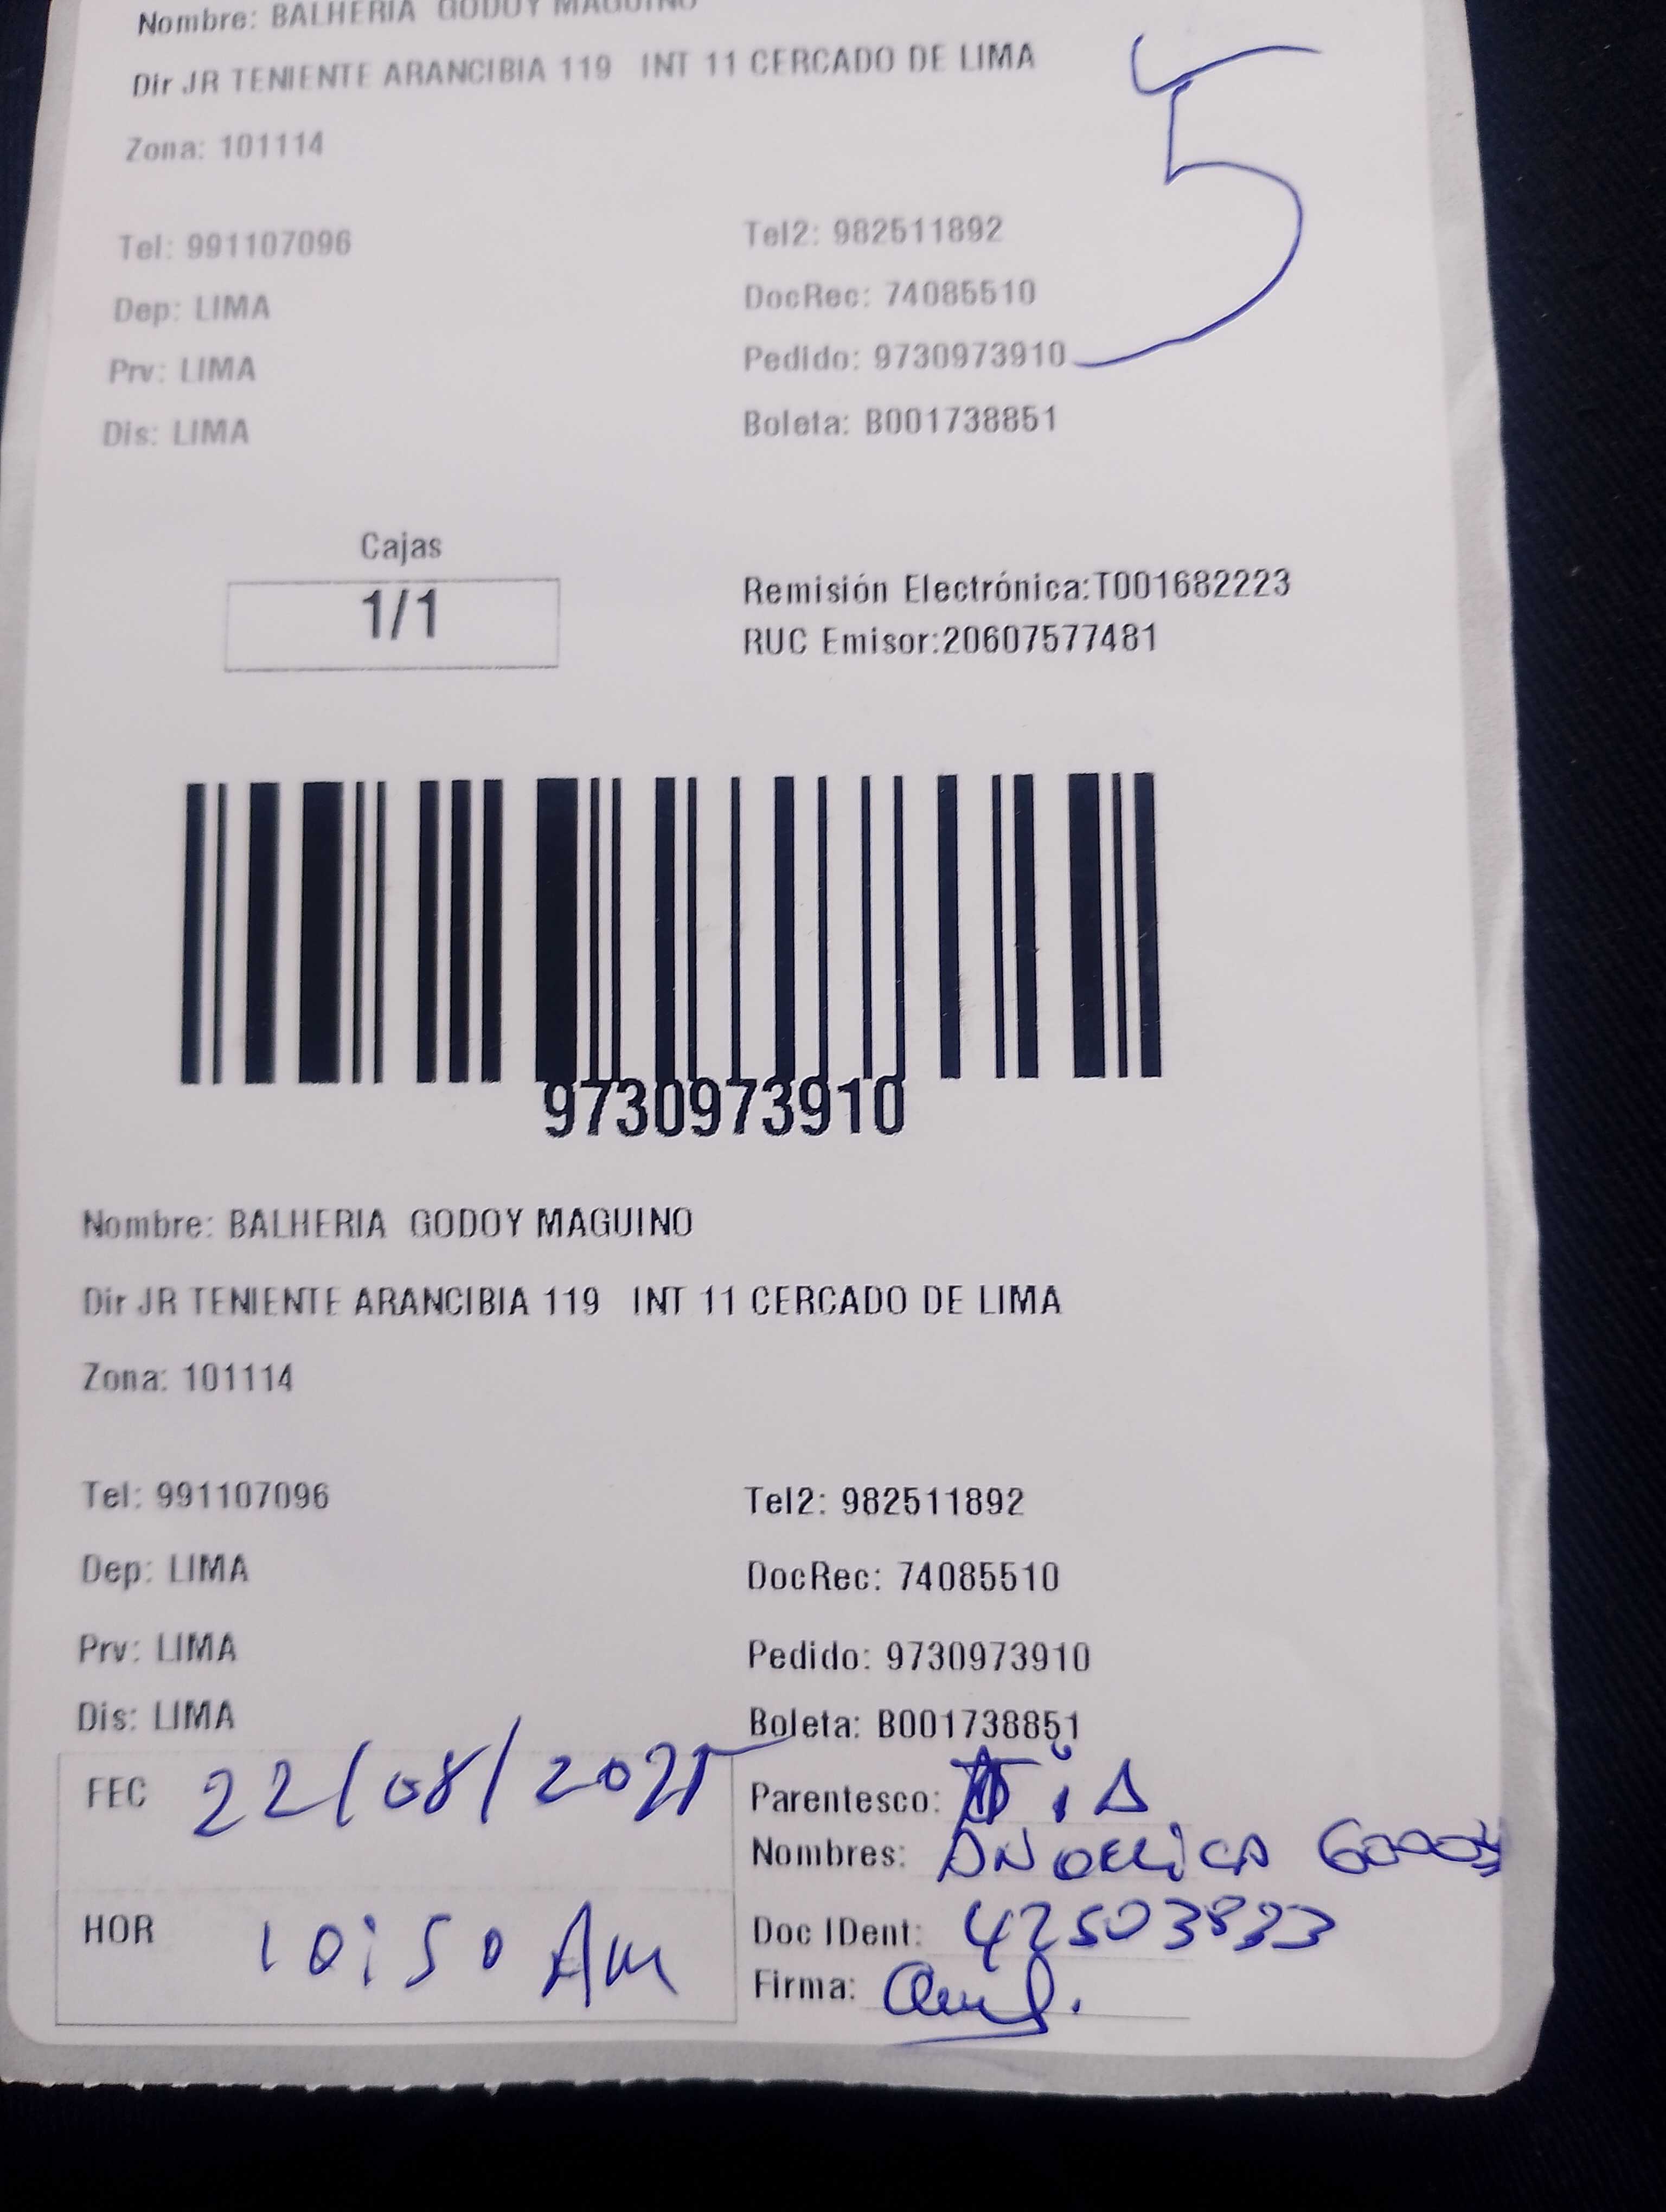 Nombre: BALHERIA GODOY MAGUINO
Dir JR TENIENTE ARANCIBIA 119 INT 11 CERCADO DE LIMA
5
Zona: 101114
Tel: 991107096 Tel2: 982511892
Dep: LIMA DocRec: 74085510
Prv: LIMA Pedido: 9730973910
Dis: LIMA Boleta: B001738851
Cajas
1/1
Remisión Electrónica:T001682223
RUC Emisor:20607577481
9730973910
Nombre: BALHERIA GODOY MAGUINO
Dir JR TENIENTE ARANCIBIA 119 INT 11 CERCADO DE LIMA
Zona: 101114
Tel: 991107096 Tel2: 982511892
Dep: LIMA DocRec: 74085510
Prv: LIMA Pedido: 9730973910
Dis: LIMA Boleta: B001738851
FEC 22/08/2025
Parentesco: TiA
Nombres: GODOY
HOR 10:50 AM
Doc IDent:
Firma: